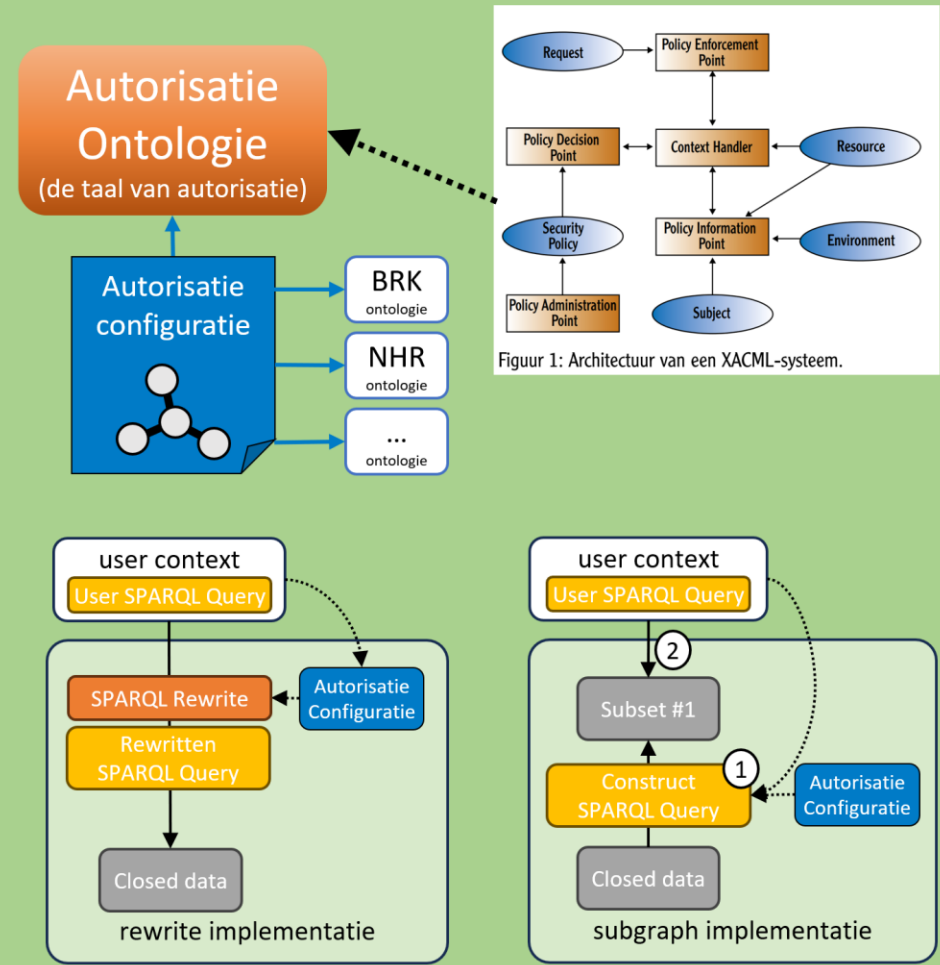 Autorisatie
Ontologie
(de taal van autorisatie)
Autorisatie
configuratie
BRK
ontologie
NHR
ontologie
...
ontologie
Request
Policy Enforcement
Point
Policy Decision
Point
Context Handler
Resource
Security
Policy
Policy Information
Point
Environment
Policy Administration
Point
Subject
Figuur 1: Architectuur van een XACML-systeem.
user context
User SPARQL Query
SPARQL Rewrite
Autorisatie
Configuratie
Rewritten
SPARQL Query
Closed data
rewrite implementatie
user context
User SPARQL Query
2
Subset #1
1
Construct
SPARQL Query
Autorisatie
Configuratie
Closed data
subgraph implementatie